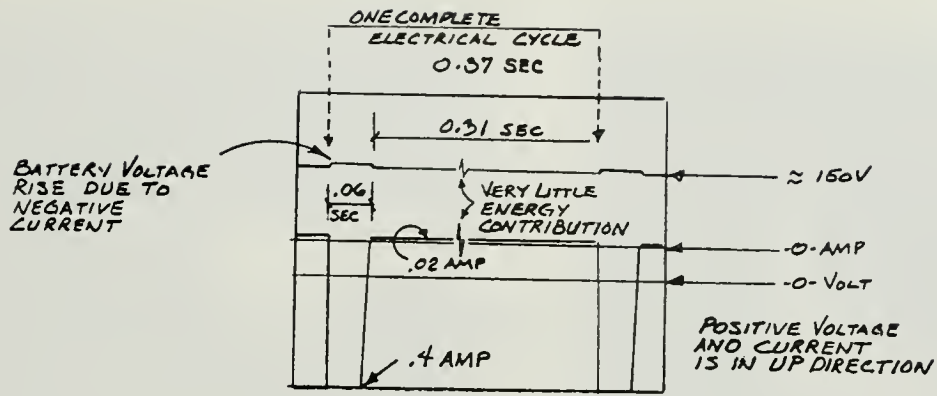 ONE COMPLETE
ELECTRICAL CYCLE
0.37 SEC
0.31 SEC
BATTERY VOLTAGE
RISE DUE TO
NEGATIVE
CURRENT
.06
SEC
VERY LITTLE
ENERGY
CONTRIBUTION
≈ 150V
.02 AMP
-0- AMP
-0- VOLT
.4 AMP
POSITIVE VOLTAGE
AND CURRENT
IS IN UP DIRECTION